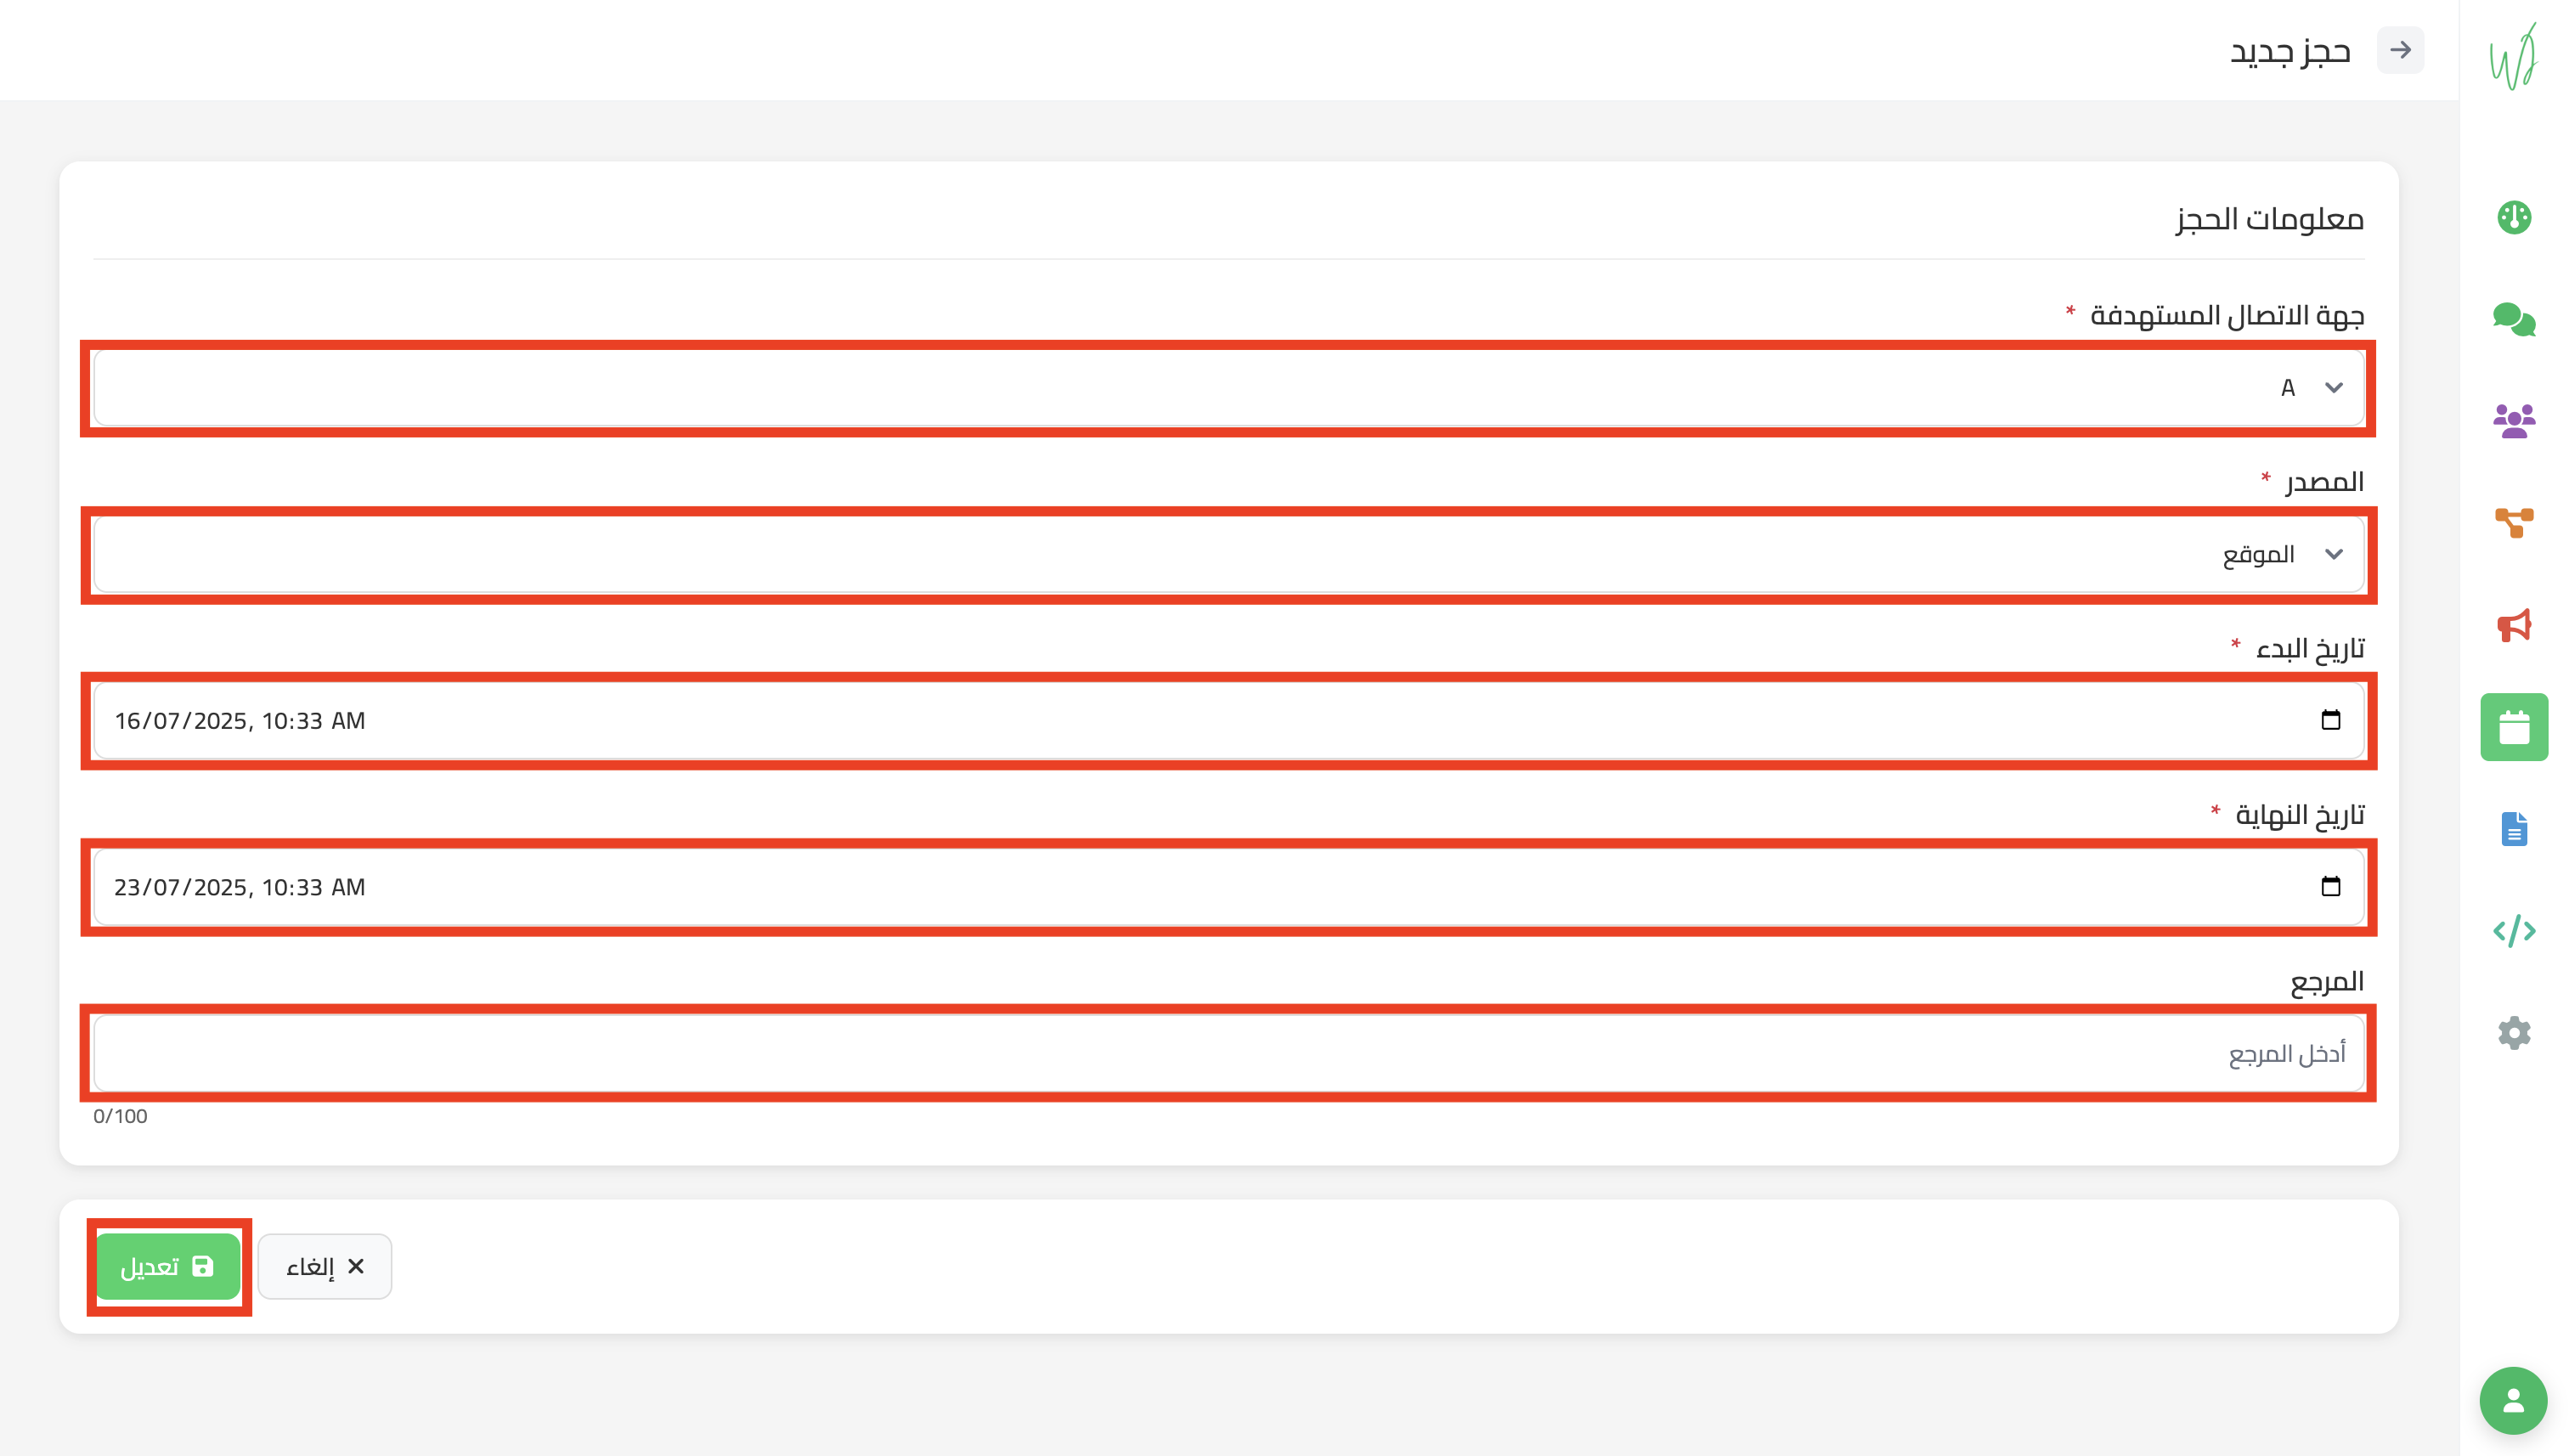 حجز جديد
معلومات الحجز
جهة الاتصال المستهدفة *
A
المصدر *
الموقع
تاريخ البدء *
16/07/2025, 10:33 AM
تاريخ النهاية *
23/07/2025, 10:33 AM
المرجع
أدخل المرجع
0/100
إلغاء
تعديل